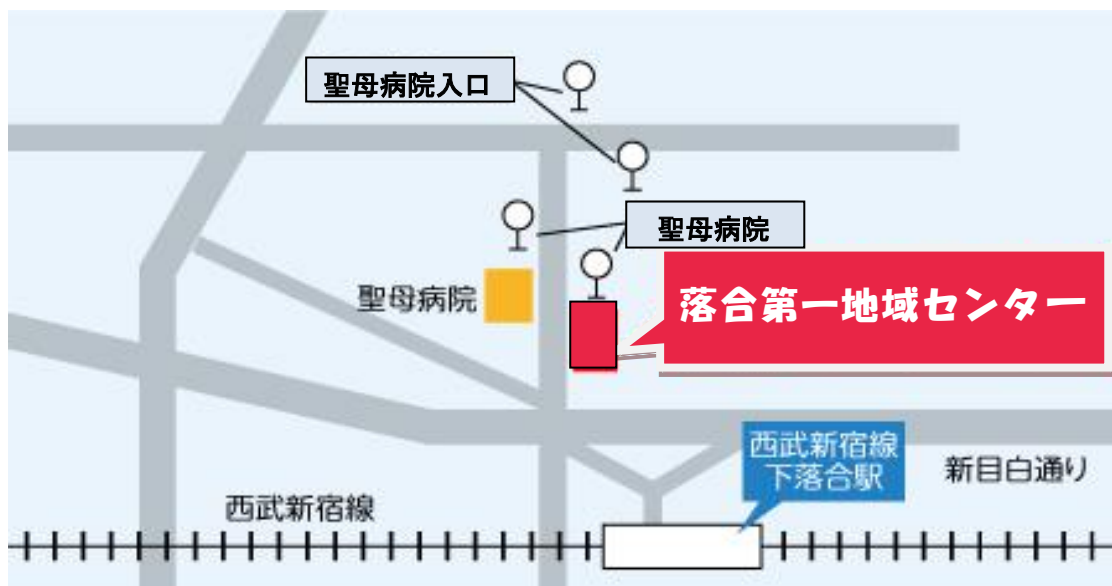 聖母病院入口
聖母病院
聖母病院
落合第一地域センター
西武新宿線
下落合駅
新目白通り
西武新宿線